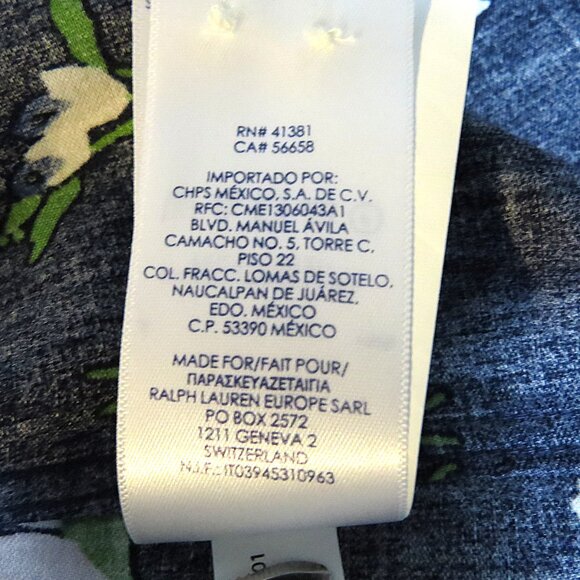 RN# 41381
CA# 56658
IMPORTADO POR:
CHPS MÉXICO, S.A. DE C.V.
RFC: CME1306043A1
BLVD. MANUEL ÁVILA
CAMACHO NO. 5, TORRE C,
PISO 22
COL. FRACC. LOMAS DE SOTELO,
NAUCALPAN DE JUÁREZ,
EDO. MÉXICO
C.P. 53390 MÉXICO
MADE FOR/FAIT POUR/
ΠΑΡΑΣΚΕΥΑΖΕΤΑΙΓΙΑ
RALPH LAUREN EUROPE SARL
PO BOX 2572
1211 GENEVA 2
SWITZERLAND
N.I.F.: IT03945310963